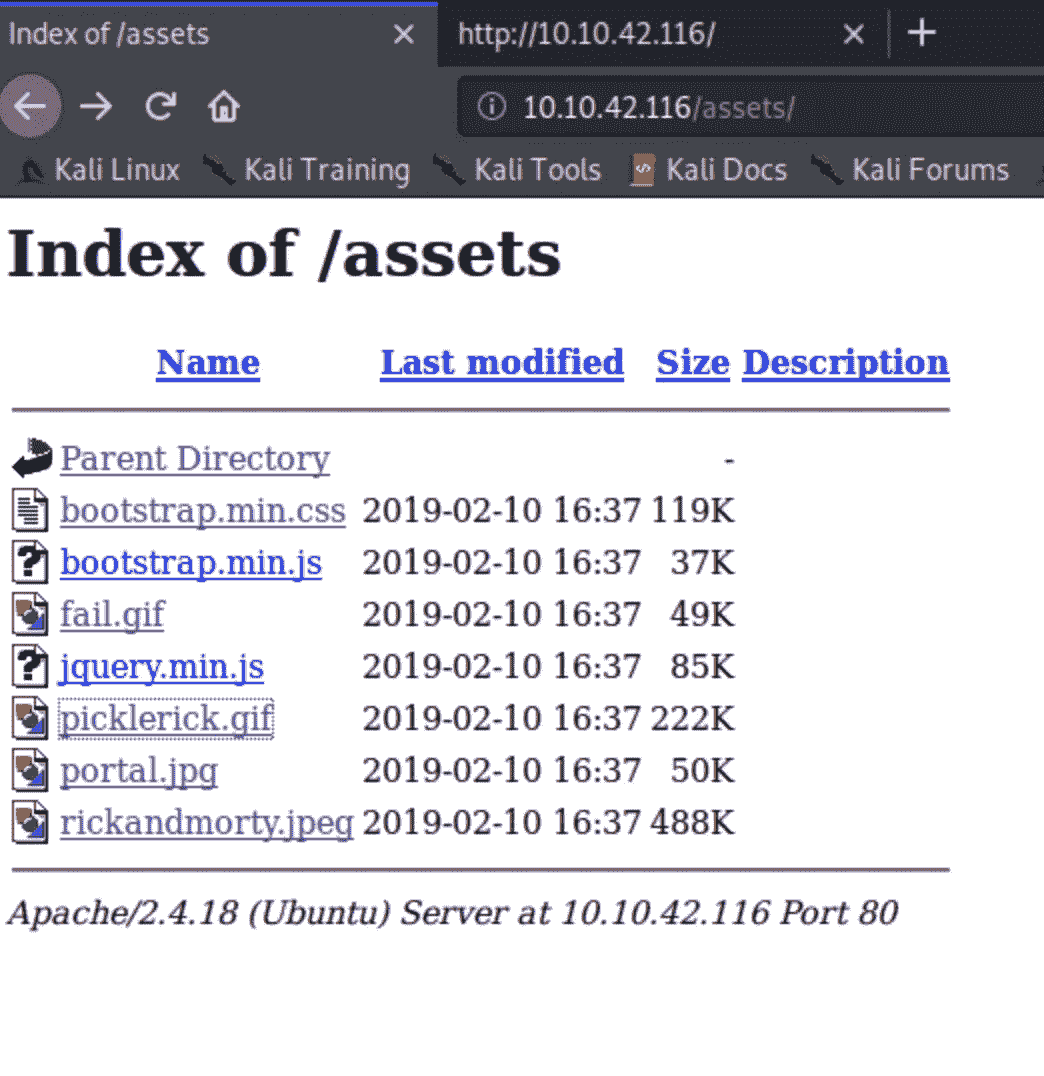 Index of /assets http://10.10.42.116/
10.10.42.116/assets/
Kali Linux Kali Training Kali Tools Kali Docs Kali Forums
Index of /assets
Name Last modified Size Description
Parent Directory -
bootstrap.min.css 2019-02-10 16:37 119K
bootstrap.min.js 2019-02-10 16:37 37K
fail.gif 2019-02-10 16:37 49K
jquery.min.js 2019-02-10 16:37 85K
picklerick.gif 2019-02-10 16:37 222K
portal.jpg 2019-02-10 16:37 50K
rickandmorty.jpeg 2019-02-10 16:37 488K
Apache/2.4.18 (Ubuntu) Server at 10.10.42.116 Port 80